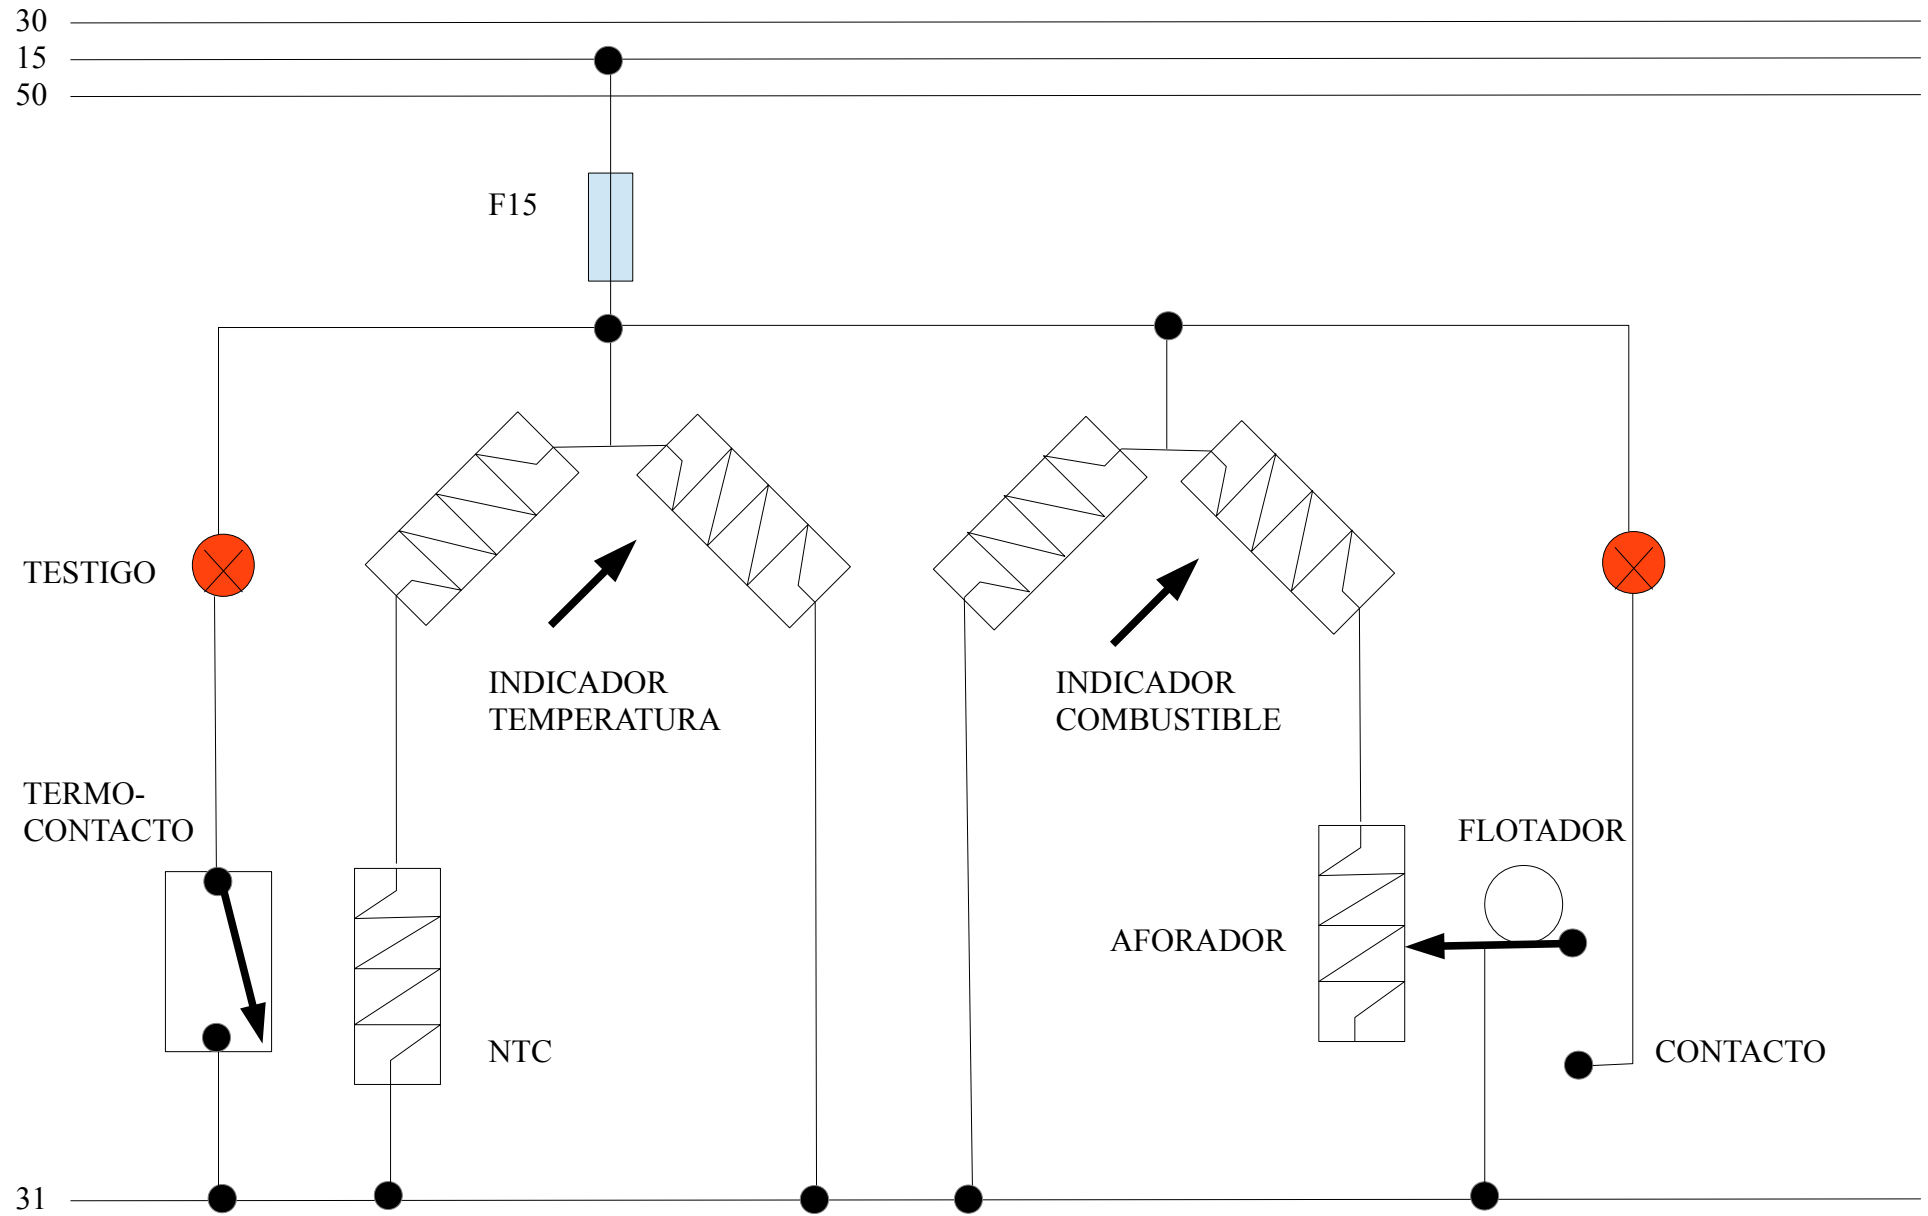 30
15
50
F15
TESTIGO
INDICADOR
TEMPERATURA
INDICADOR
COMBUSTIBLE
TERMO-
CONTACTO
FLOTADOR
AFORADOR
NTC
CONTACTO
31